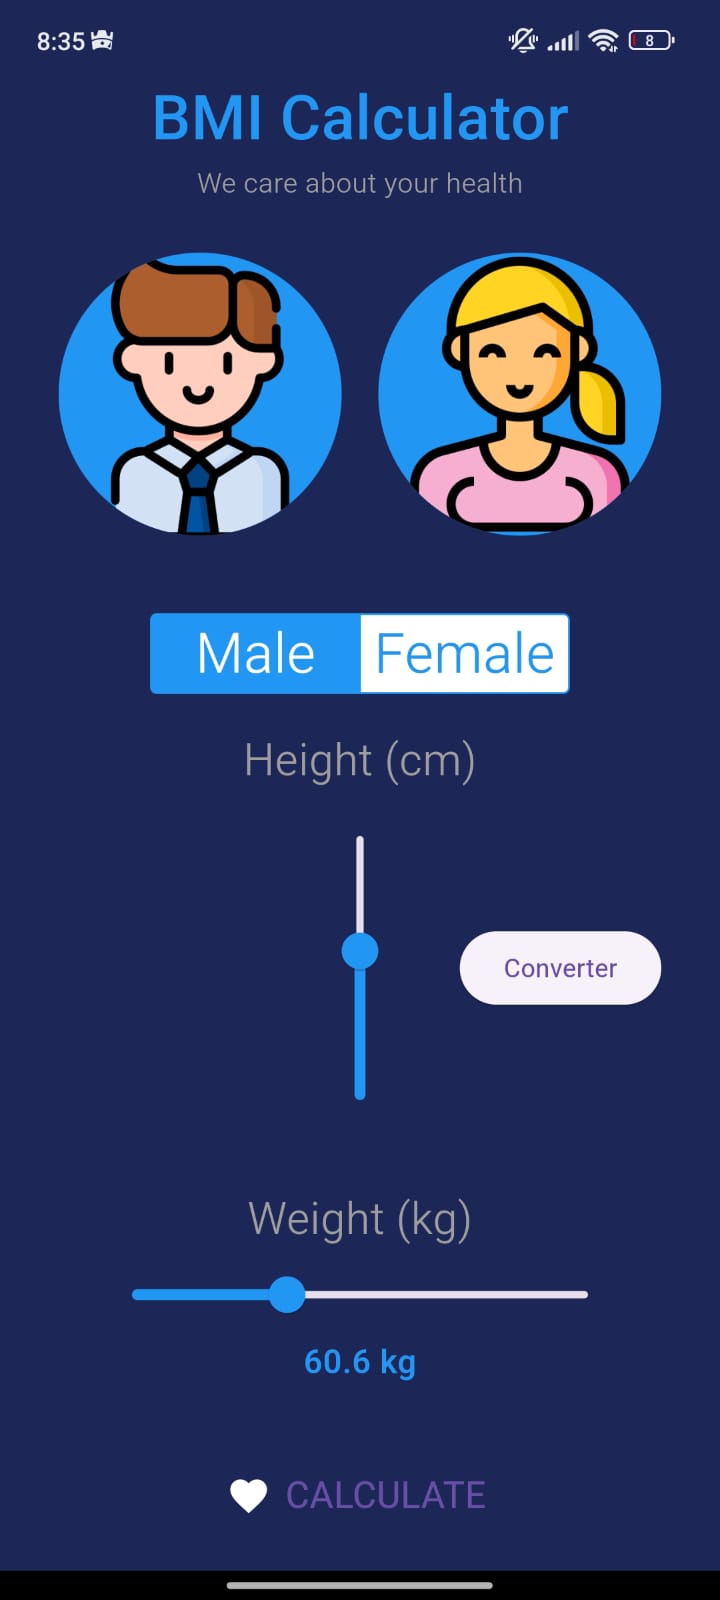 8:35
8
BMI Calculator
We care about your health
Male Female
Height (cm)
Converter
Weight (kg)
60.6 kg
CALCULATE